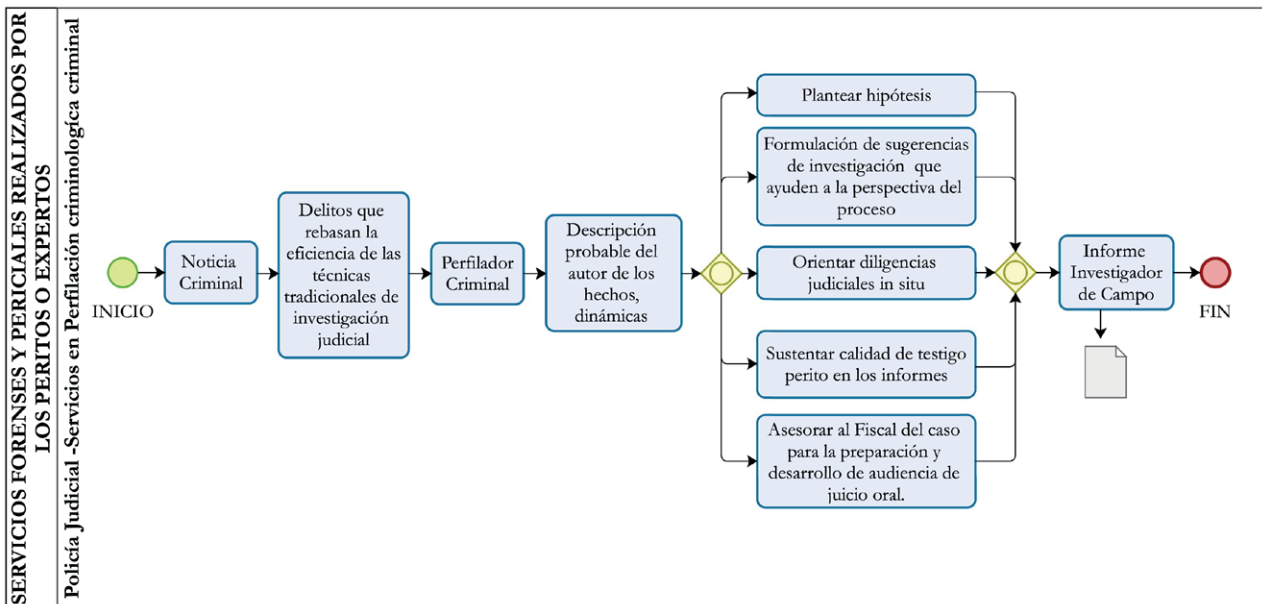 SERVICIOS FORENSES Y PERICIALES REALIZADOS POR
LOS PERITOS O EXPERTOS
Policía Judicial -Servicios en Perfilación criminologíca criminal
INICIO
Noticia
Criminal
Delitos que
rebasan la
eficiencia de las
técnicas
tradicionales de
investigación
judicial
Perfilador
Criminal
Descripción
probable del
autor de los
hechos,
dinámicas
Plantear hipótesis
Formulación de sugerencias
de investigación que
ayuden a la perspectiva del
proceso
Orientar diligencias
judiciales in situ
Sustentar calidad de testigo
perito en los informes
Asesorar al Fiscal del caso
para la preparación y
desarrollo de audiencia de
juicio oral.
Informe
Investigador
de Campo
FIN